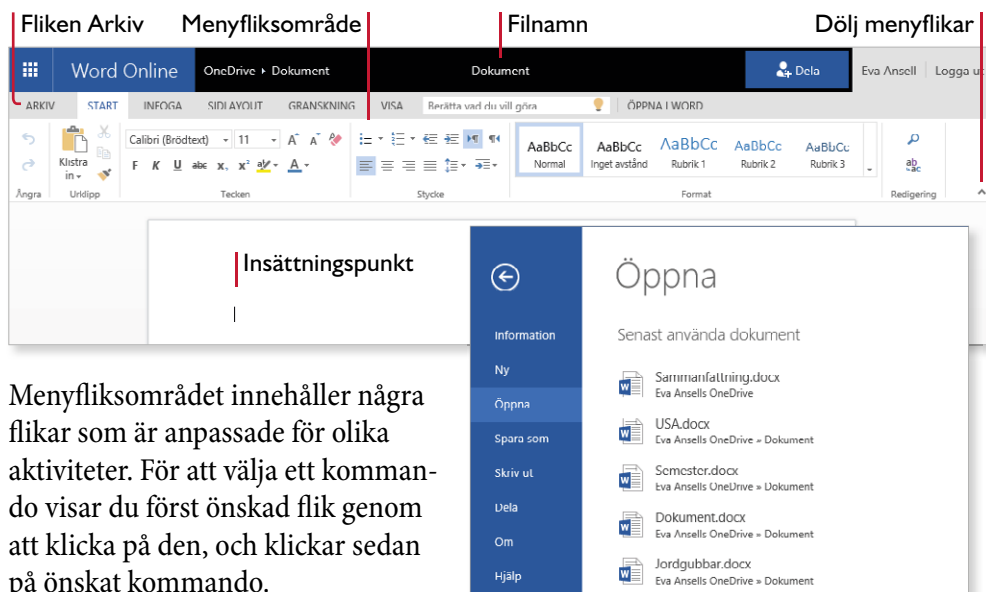 Fliken Arkiv Menyfliksområde Filnamn Dölj menyflikar
Word Online OneDrive Dokument Dokument Dela Eva Ansell Logga u
ARKIV START INFOGA SIDLAYOUT GRANSKNING VISA Berätta vad du vill göra ÖPPNA I WORD
Calibri (Brödtext) 11 A A
AaBbCc AaBbCc AaBbCc AaBbCc AaBbCc
Klistra in
F K U abc x₂ x² aby A
Normal Inget avstånd Rubrik 1 Rubrik 2 Rubrik 3
ab ac
Ångra Urklipp Tecken Stycke Format Redigering
Insättningspunkt
Öppna
Information
Senast använda dokument
Ny
Öppna
Spara som
Skriv ut
Dela
Om
Hjälp
Sammanfattning.docx
Eva Ansells OneDrive
USA.docx
Eva Ansells OneDrive » Dokument
Semester.docx
Eva Ansells OneDrive » Dokument
Dokument.docx
Eva Ansells OneDrive » Dokument
Jordgubbar.docx
Eva Ansells OneDrive » Dokument
Menyfliksområdet innehåller några
flikar som är anpassade för olika
aktiviteter. För att välja ett komman-
do visar du först önskad flik genom
att klicka på den, och klickar sedan
på önskat kommando.